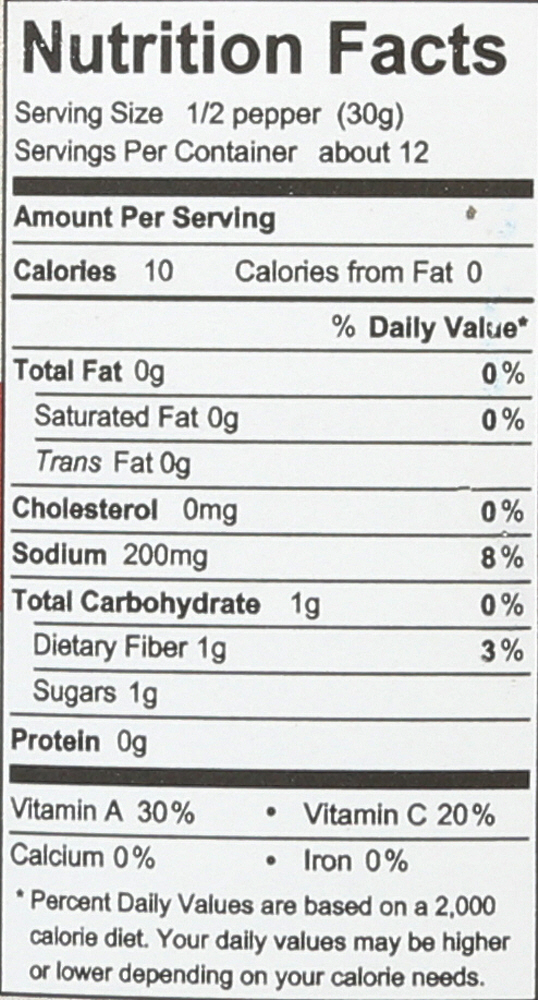 Nutrition Facts
Serving Size 1/2 pepper (30g)
Servings Per Container about 12
Amount Per Serving
Calories 10 Calories from Fat 0
% Daily Value*
Total Fat 0g 0%
Saturated Fat 0g 0%
Trans Fat 0g
Cholesterol 0mg 0%
Sodium 200mg 8%
Total Carbohydrate 1g 0%
Dietary Fiber 1g 3%
Sugars 1g
Protein 0g
Vitamin A 30% • Vitamin C 20%
Calcium 0% • Iron 0%
* Percent Daily Values are based on a 2,000
calorie diet. Your daily values may be higher
or lower depending on your calorie needs.